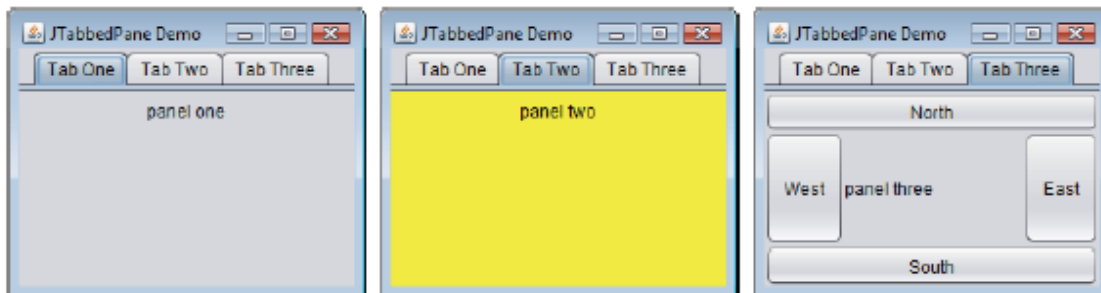 JTabbedPane Demo
Tab One Tab Two Tab Three
panel one
JTabbedPane Demo
Tab One Tab Two Tab Three
panel two
JTabbedPane Demo
Tab One Tab Two Tab Three
North
West panel three East
South